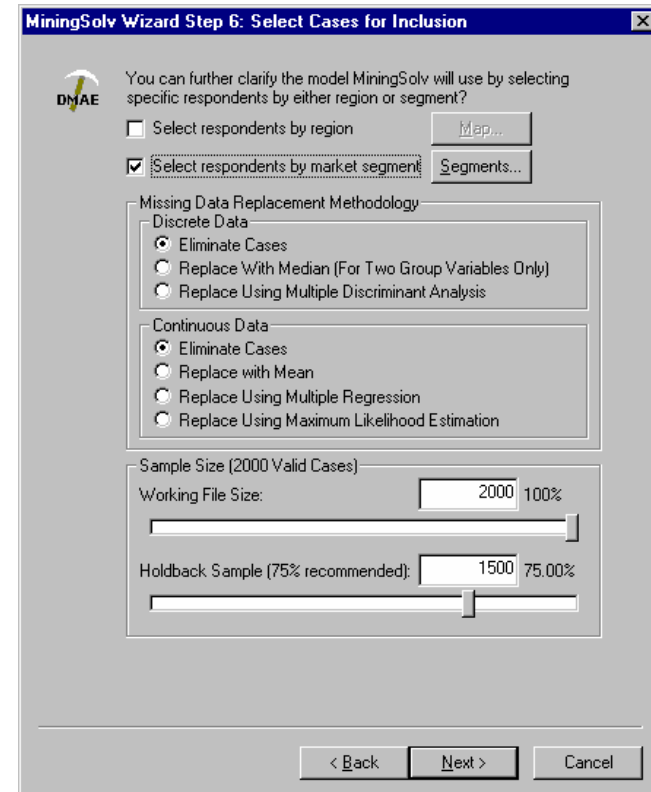 MiningSolv Wizard Step 6: Select Cases for Inclusion
DMAE
You can further clarify the model MiningSolv will use by selecting
specific respondents by either region or segment?
Select respondents by region
Map...
Select respondents by market segment
Segments...
Missing Data Replacement Methodology
Discrete Data
Eliminate Cases
Replace With Median (For Two Group Variables Only)
Replace Using Multiple Discriminant Analysis
Continuous Data
Eliminate Cases
Replace with Mean
Replace Using Multiple Regression
Replace Using Maximum Likelihood Estimation
Sample Size (2000 Valid Cases)
Working File Size: 2000 100%
Holdback Sample (75% recommended): 1500 75.00%
< Back Next > Cancel